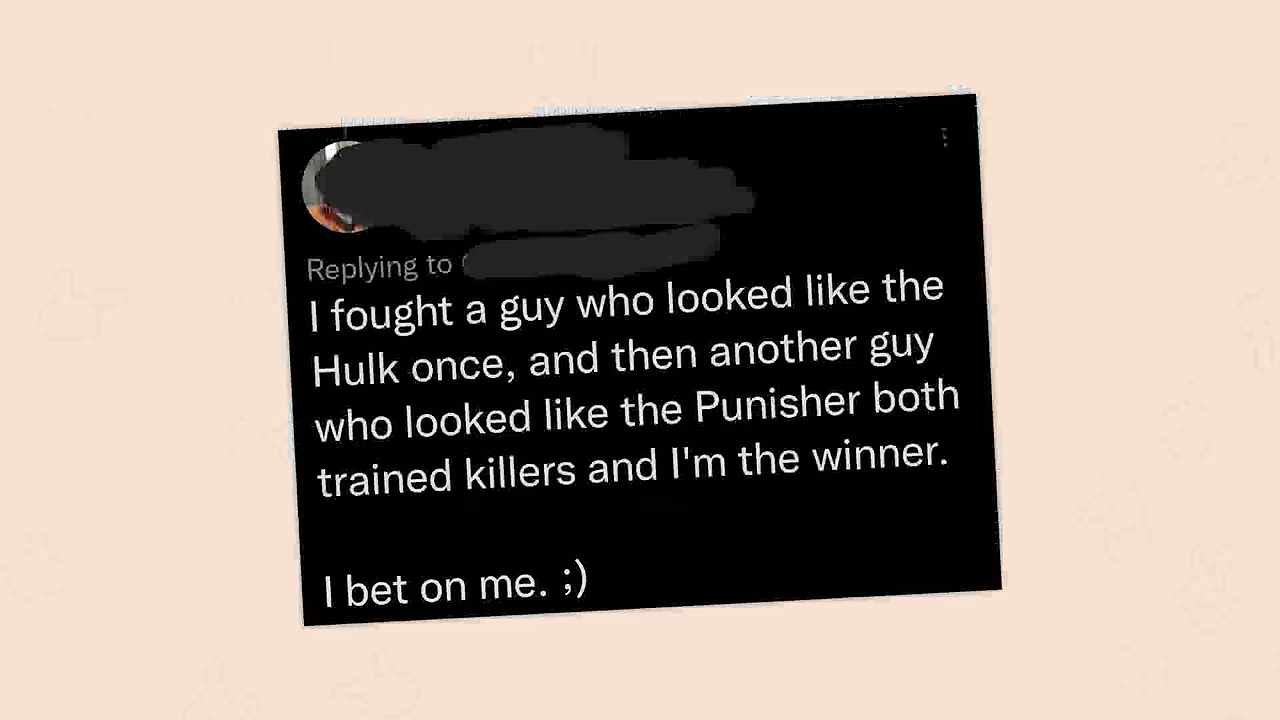 Replying to
I fought a guy who looked like the
Hulk once, and then another guy
who looked like the Punisher both
trained killers and I'm the winner.
I bet on me. ;)